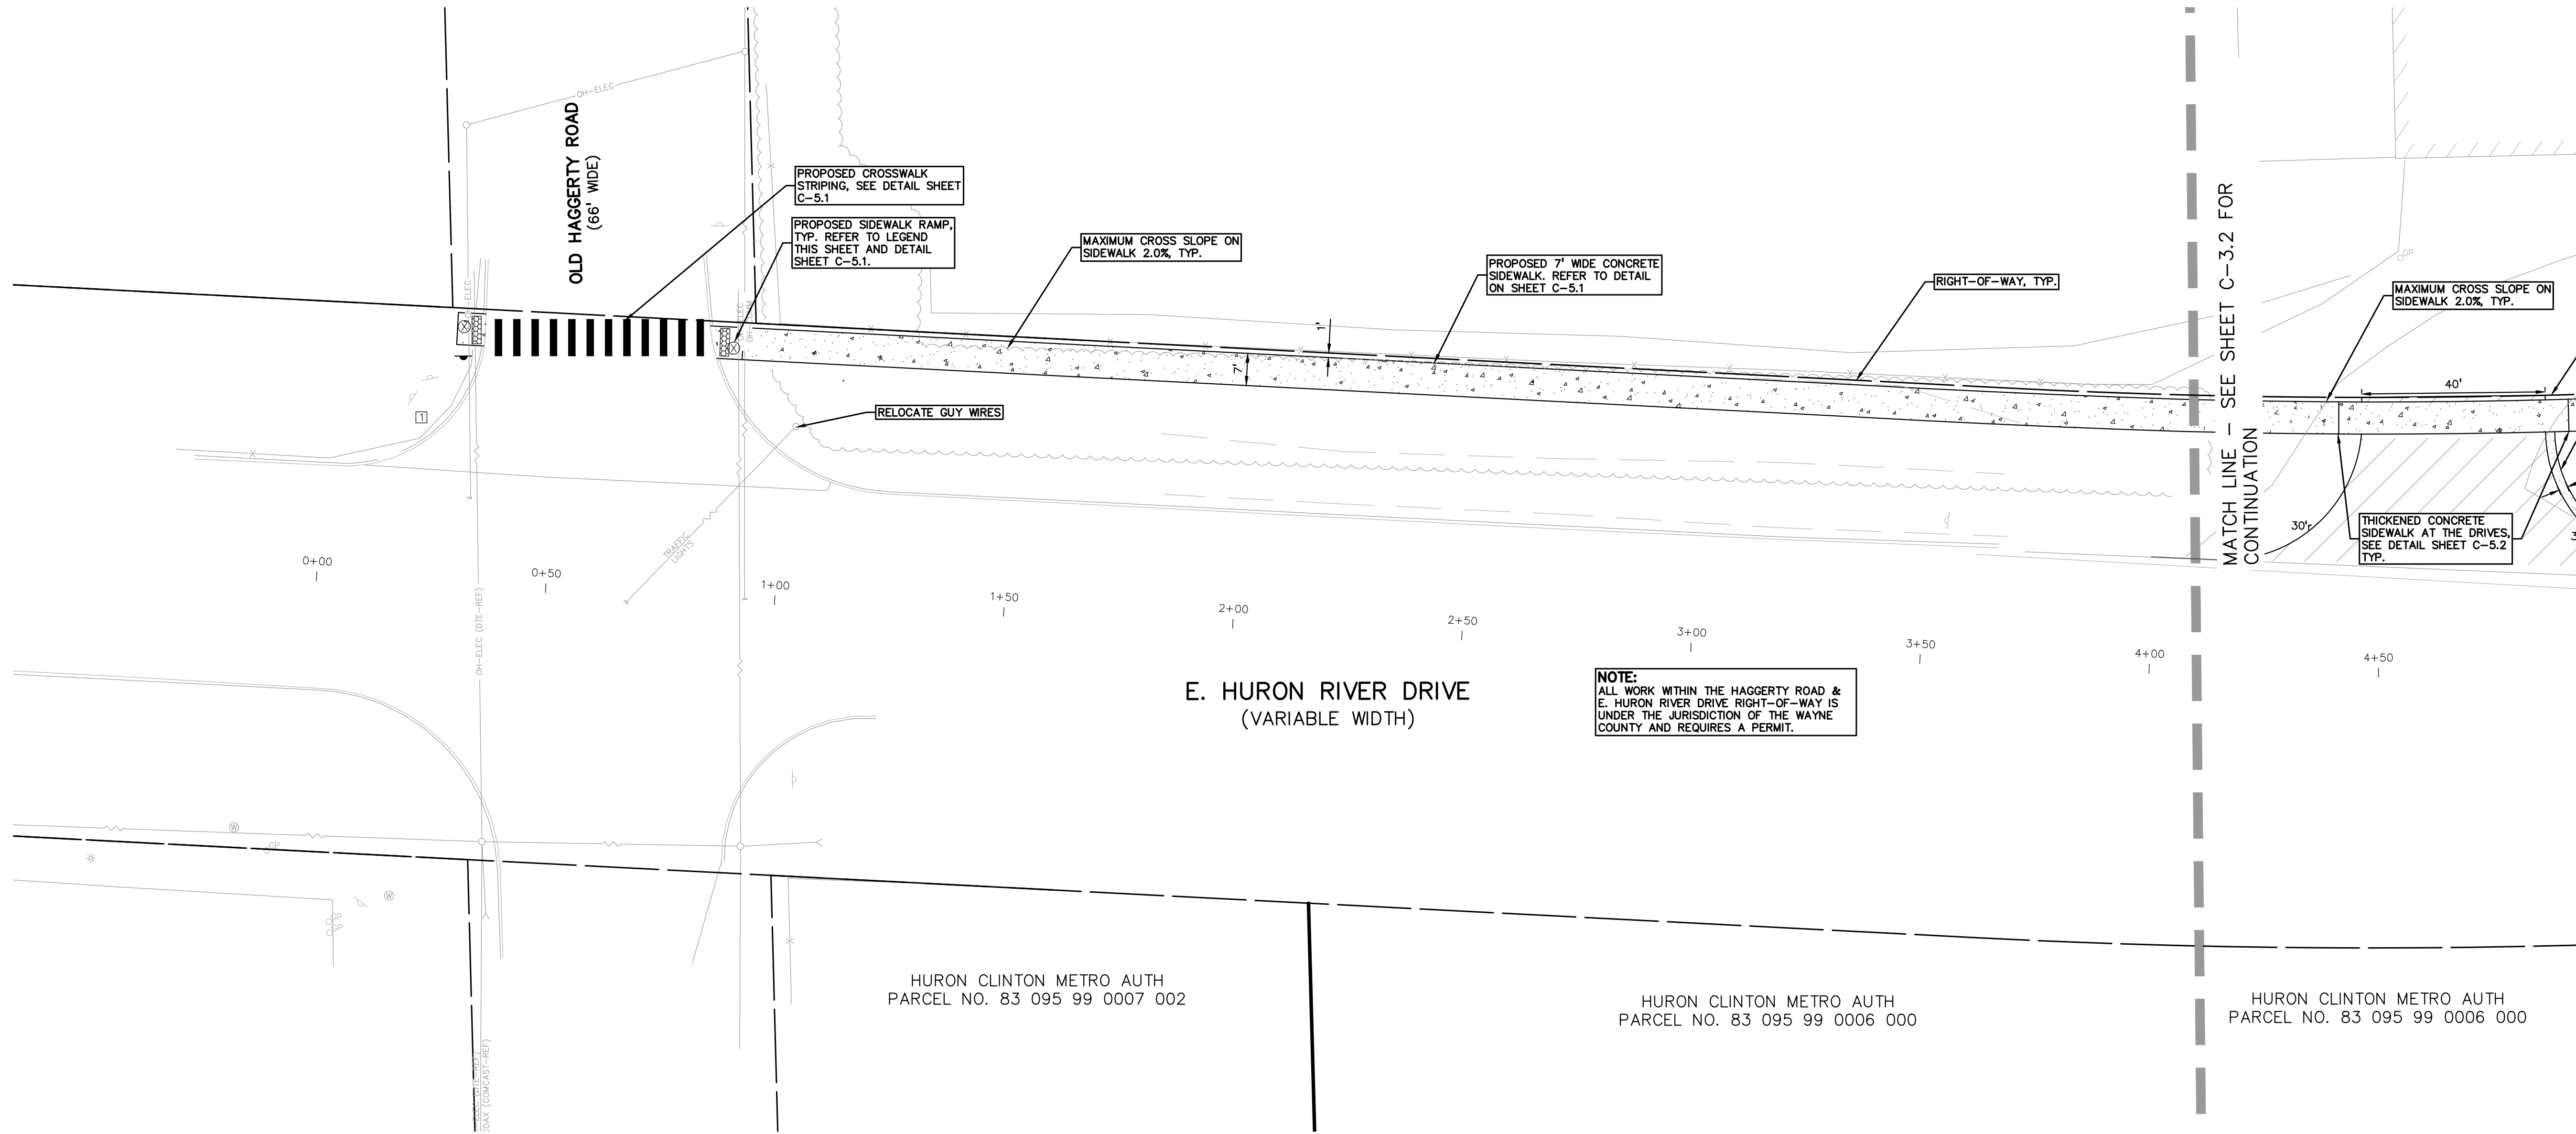 OH-ELEC
OLD HAGGERTY ROAD
(66' WIDE)
PROPOSED CROSSWALK
STRIPING, SEE DETAIL SHEET
C-5.1
PROPOSED SIDEWALK RAMP,
TYP. REFER TO LEGEND
THIS SHEET AND DETAIL
SHEET C-5.1.
MAXIMUM CROSS SLOPE ON
SIDEWALK 2.0%, TYP.
PROPOSED 7' WIDE CONCRETE
SIDEWALK. REFER TO DETAIL
ON SHEET C-5.1
RIGHT-OF-WAY, TYP.
MATCH LINE - SEE SHEET C-3.2 FOR
CONTINUATION
GP
MAXIMUM CROSS SLOPE ON
SIDEWALK 2.0%, TYP.
OH-ELEC
1'
7'
40'
1
RELOCATE GUY WIRES
30'r
THICKENED CONCRETE
SIDEWALK AT THE DRIVES,
SEE DETAIL SHEET C-5.2
TYP.
TRAFFIC
LIGHTS
0+00
0+50
1+00
1+50
2+00
2+50
3+00
3+50
4+00
4+50
OH-ELEC (DTE-REF)
E. HURON RIVER DRIVE
(VARIABLE WIDTH)
NOTE:
ALL WORK WITHIN THE HAGGERTY ROAD &
E. HURON RIVER DRIVE RIGHT-OF-WAY IS
UNDER THE JURISDICTION OF THE WAYNE
COUNTY AND REQUIRES A PERMIT.
W
GP
W
GP
GP
HURON CLINTON METRO AUTH
PARCEL NO. 83 095 99 0007 002
HURON CLINTON METRO AUTH
PARCEL NO. 83 095 99 0006 000
HURON CLINTON METRO AUTH
PARCEL NO. 83 095 99 0006 000
(COMCAST-REF)